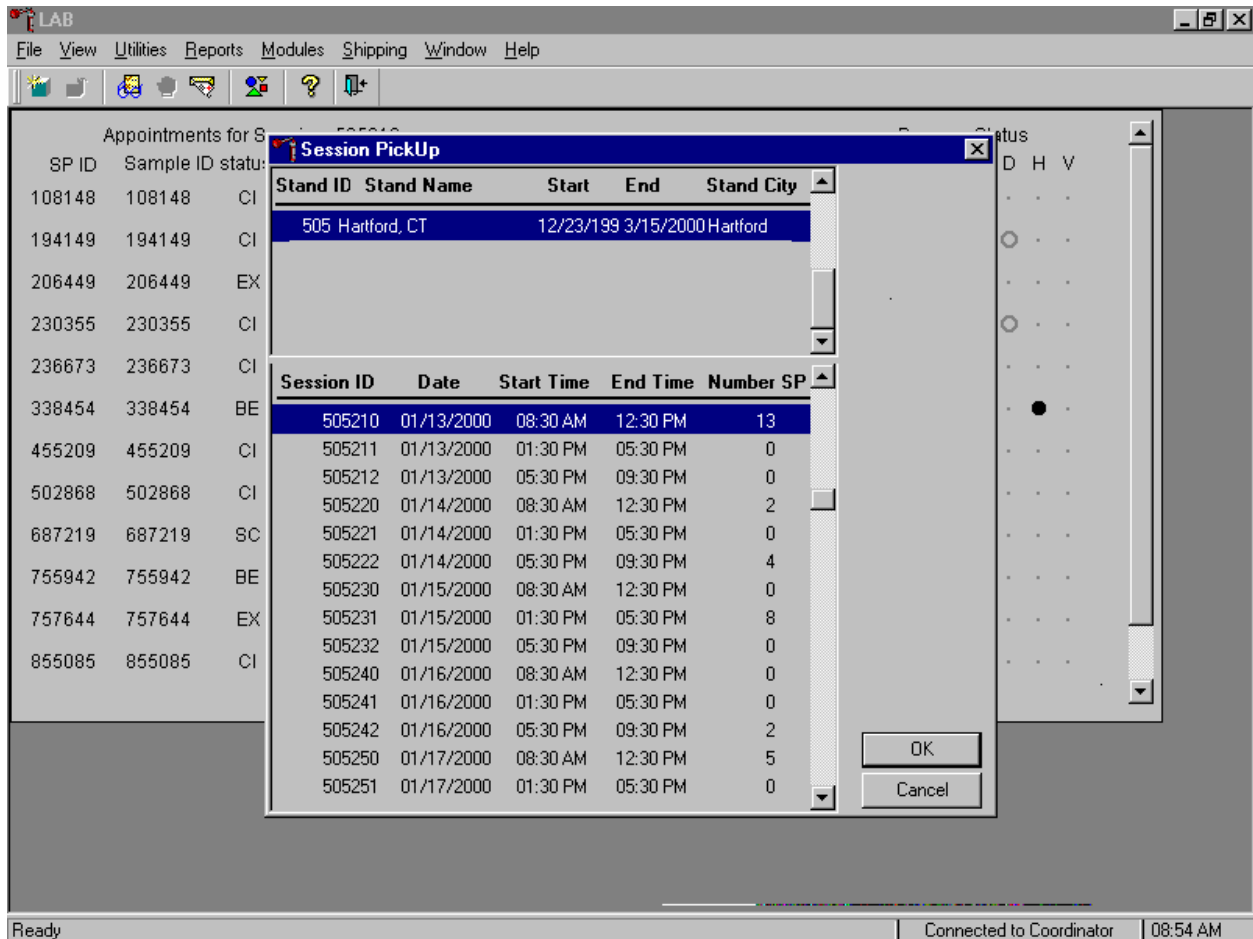 LAB
File View Utilities Reports Modules Shipping Window Help
Appointments for S
Status
SP ID Sample ID status
D H V
108148 108148 CI
194149 194149 CI
206449 206449 EX
230355 230355 CI
236673 236673 CI
338454 338454 BE
455209 455209 CI
502868 502868 CI
687219 687219 SC
755942 755942 BE
757644 757644 EX
855085 855085 CI
Session PickUp
Stand ID Stand Name Start End Stand City
505 Hartford, CT 12/23/199 3/15/2000 Hartford
Session ID Date Start Time End Time Number SP
505210 01/13/2000 08:30 AM 12:30 PM 13
505211 01/13/2000 01:30 PM 05:30 PM 0
505212 01/13/2000 05:30 PM 09:30 PM 0
505220 01/14/2000 08:30 AM 12:30 PM 2
505221 01/14/2000 01:30 PM 05:30 PM 0
505222 01/14/2000 05:30 PM 09:30 PM 4
505230 01/15/2000 08:30 AM 12:30 PM 0
505231 01/15/2000 01:30 PM 05:30 PM 8
505232 01/15/2000 05:30 PM 09:30 PM 0
505240 01/16/2000 08:30 AM 12:30 PM 0
505241 01/16/2000 01:30 PM 05:30 PM 0
505242 01/16/2000 05:30 PM 09:30 PM 2
505250 01/17/2000 08:30 AM 12:30 PM 5
505251 01/17/2000 01:30 PM 05:30 PM 0
OK
Cancel
Ready
Connected to Coordinator 08:54 AM